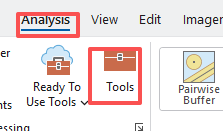 Analysis View Edit Imager
Ready To Use Tools Tools Pairwise Buffer